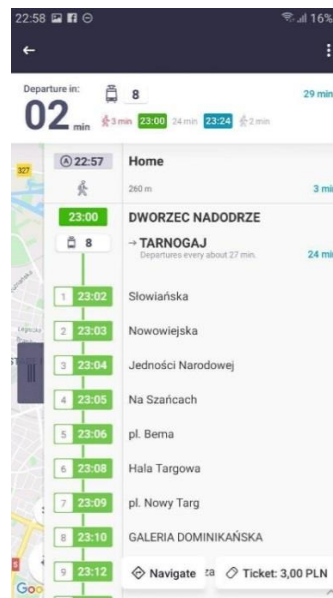 22:58 16%
Departure in:
02 min
8
29 min
3 min 23:00 24 min 23:24 2 min
327
A 22:57 Home
260 m 3 mi
23:00 DWORZEC NADODRZE
8 → TARNOGAJ
Departures every about 27 min. 24 mi
1 23:02 Słowiańska
2 23:03 Nowowiejska
3 23:04 Jedności Narodowej
4 23:05 Na Szańcach
5 23:06 pl. Bema
6 23:08 Hala Targowa
7 23:09 pl. Nowy Targ
8 23:10 GALERIA DOMINIKAŃSKA
9 23:12
Navigate
Ticket: 3,00 PLN
Goo